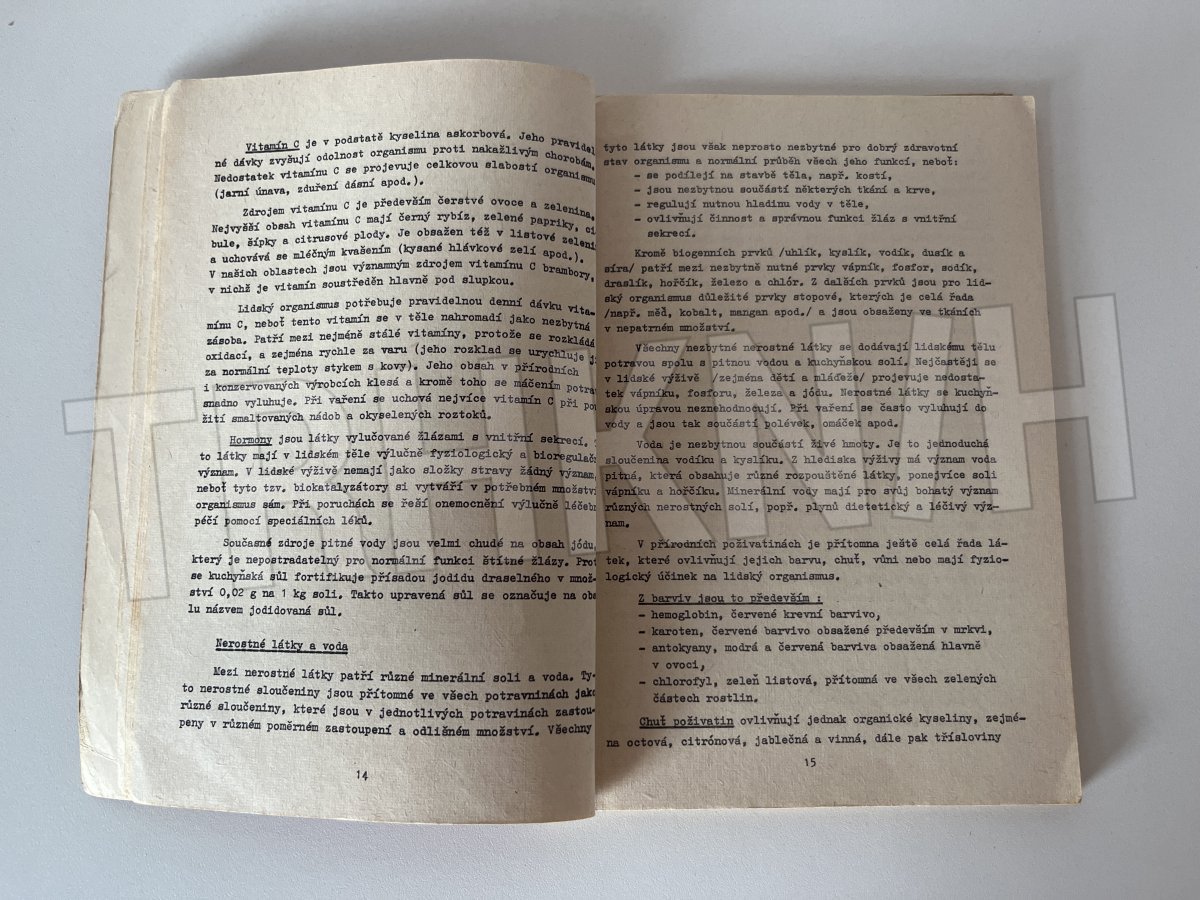 Vitamín C je v podstatě kyselina askorbová. Jeho pravidel
né dávky zvyšují odolnost organismu proti nakažlivým chorobám.
Nedostatek vitamínu C se projevuje celkovou slabostí organismu
(jarní únava, zduření dásní apod.).
Zdrojem vitamínu C je především čerstvé ovoce a zelenina.
Nejvyšší obsah vitamínu C mají černý rybíz, zelené papriky, ci
bule, šípky a citrusové plody. Je obsažen též v listové zeleni
a uchovává se mléčným kvašením (kysané hlávkové zelí apod.).
V našich oblastech jsou významným zdrojem vitamínu C brambory,
v nichž je vitamín soustředěn hlavně pod slupkou.
Lidský organismus potřebuje pravidelnou denní dávku vita-
mínu C, neboť tento vitamín se v těle nahromadí jako nezbytná
zásoba. Patří mezi nejméně stálé vitamíny, protože se rozkládá
oxidací, a zejména rychle za varu (jeho rozklad se urychluje j
za normální teploty stykem s kovy). Jeho obsah v přírodních
i konzervovaných výrobcích klesá a kromě toho se máčením potrav
snadno vyluhuje. Při vaření se uchová nejvíce vitamín C při pou
žití smaltovaných nádob a okyselených roztoků.
Hormony jsou látky vylučované žlázami s vnitřní sekrecí.
to látky mají v lidském těle výlučně fyziologický a bioregulačn
význam. V lidské výživě nemají jako složky stravy žádný význam,
neboť tyto tzv. biokatalyzátory si vytváří v potřebném množství
organismus sám. Při poruchách se řeší onemocnění výlučně léčebn
péčí pomocí speciálních léků.
Současné zdroje pitné vody jsou velmi chudé na obsah jódu,
který je nepostradatelný pro normální funkci štítné žlázy. Prot
se kuchyňská sůl fortifikuje přísadou jodidu draselného v množ-
ství 0,02 g na 1 kg soli. Takto upravená sůl se označuje na oba
lu názvem jodidovaná sůl.
Nerostné látky a voda
Mezi nerostné látky patří různé minerální soli a voda. Ty-
to nerostné sloučeniny jsou přítomné ve všech potravinách jako
různé sloučeniny, které jsou v jednotlivých potravinách zastou-
peny v různém poměrném zastoupení a odlišném množství. Všechny
14
tyto látky jsou však neprosto nezbytné pro dobrý zdravotní
stav organismu a normální průběh všech jeho funkcí, neboť:
- se podílejí na stavbě těla, např. kostí,
- jsou nezbytnou součástí některých tkání a krve,
- regulují nutnou hladinu vody v těle,
- ovlivňují činnost a správnou funkci žláz s vnitřní
sekrecí.
Kromě biogenních prvků /uhlík, kyslík, vodík, dusík a
síra/ patří mezi nezbytně nutné prvky vápník, fosfor, sodík,
draslík, hořčík, železo a chlór. Z dalších prvků jsou pro lid-
ský organismus důležité prvky stopové, kterých je celá řada
/např. měď, kobalt, mangan apod./ a jsou obsaženy ve tkáních
v nepatrném množství.
Všechny nezbytné nerostné látky se dodávají lidskému tělu
potravou spolu s pitnou vodou a kuchyňskou solí. Nejčastěji se
v lidské výživě /zejména dětí a mláďeže/ projevuje nedosta-
tek vápníku, fosforu, železa a jódu. Nerostné látky se kuchyň-
skou úpravou neznehodnocují. Při vaření se často vyluhují do
vody a jsou tak součástí polévek, omáček apod.
Voda je nezbytnou součástí živé hmoty. Je to jednoduchá
sloučenina vodíku a kyslíku. Z hlediska výživy má význam voda
pitná, která obsahuje různé rozpouštěné látky, ponejvíce soli
vápníku a hořčíku. Minerální vody mají pro svůj bohatý význam
různých nerostných solí, popř. plynů dietetický a léčivý výz-
nam.
V přírodních poživatinách je přítomna ještě celá řada lá-
tek, které ovlivňují jejich barvu, chuť, vůni nebo mají fyzio-
logický účinek na lidský organismus.
Z barviv jsou to především :
- hemoglobin, červené krevní barvivo,
- karoten, červené barvivo obsažené především v mrkvi,
- antokyany, modrá a červená barviva obsažená hlavně
v ovoci,
- chlorofyl, zeleň listová, přítomná ve všech zelených
částech rostlin.
Chuť poživatin ovlivňují jednak organické kyseliny, zejmé-
na octová, citrónová, jablečná a vinná, dále pak třísloviny
15